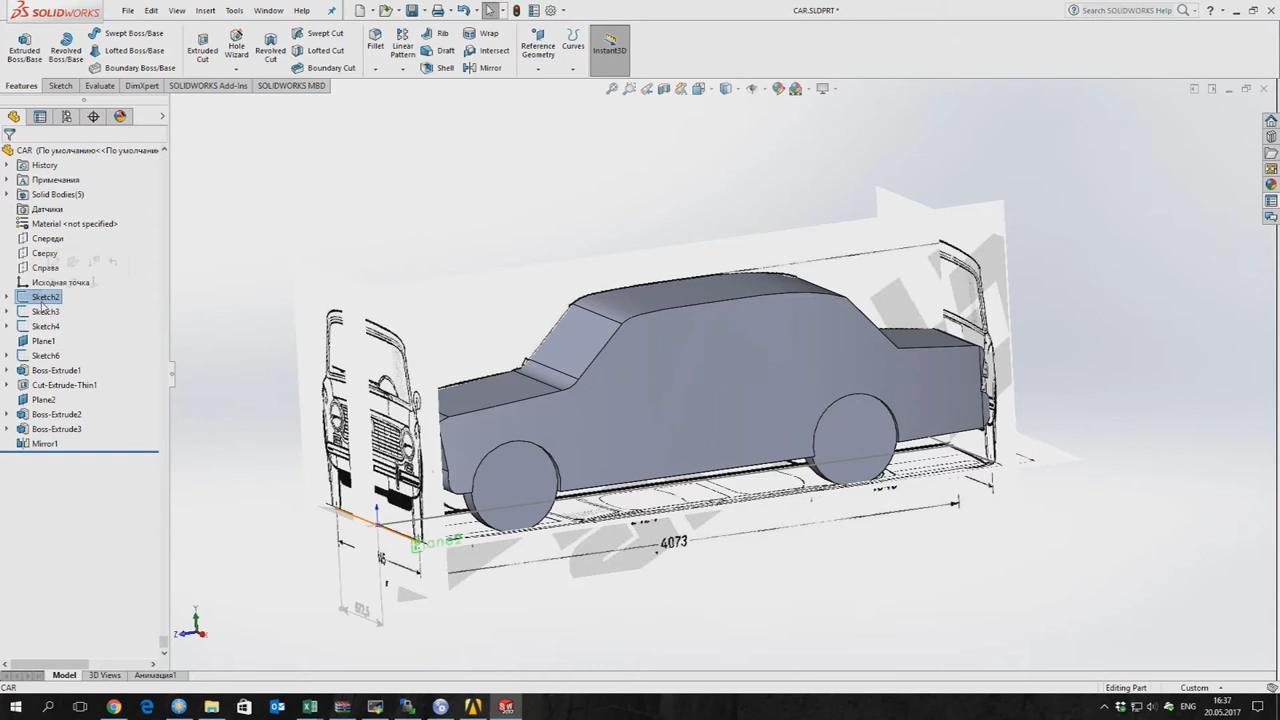 SOLIDWORKS File Edit View Insert Tools Window Help CAR.SLDPRT * Search SOLIDWORKS Help
Extruded Boss/Base
Revolved Boss/Base
Swept Boss/Base
Lofted Boss/Base
Boundary Boss/Base
Extruded Cut
Hole Wizard
Revolved Cut
Swept Cut
Lofted Cut
Boundary Cut
Fillet
Linear Pattern
Rib
Draft
Shell
Wrap
Intersect
Mirror
Reference Geometry
Curves
Instant3D
Features Sketch Evaluate DimXpert SOLIDWORKS Add-Ins SOLIDWORKS MBD
CAR (По умолчанию<<По умолчани
History
Примечания
Solid Bodies(5)
Датчики
Material <not specified>
Спереди
Сверху
Справа
Исходная точка
Sketch2
Sketch3
Sketch4
Plane1
Sketch6
Boss-Extrude1
Cut-Extrude-Thin1
Plane2
Boss-Extrude2
Boss-Extrude3
Mirror1
Plane2
4073
672,5
Y
Z
X
Model 3D Views Анимация1
CAR Editing Part Custom
ENG 16:37
20.05.2017